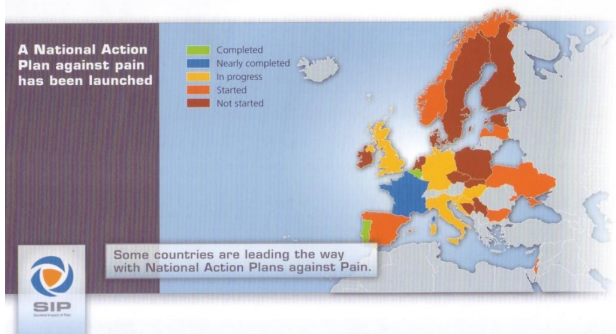 A National Action
Plan against pain
has been launched
Completed
Nearly completed
In progress
Started
Not started
Some countries are leading the way
with National Action Plans against Pain.
SIP